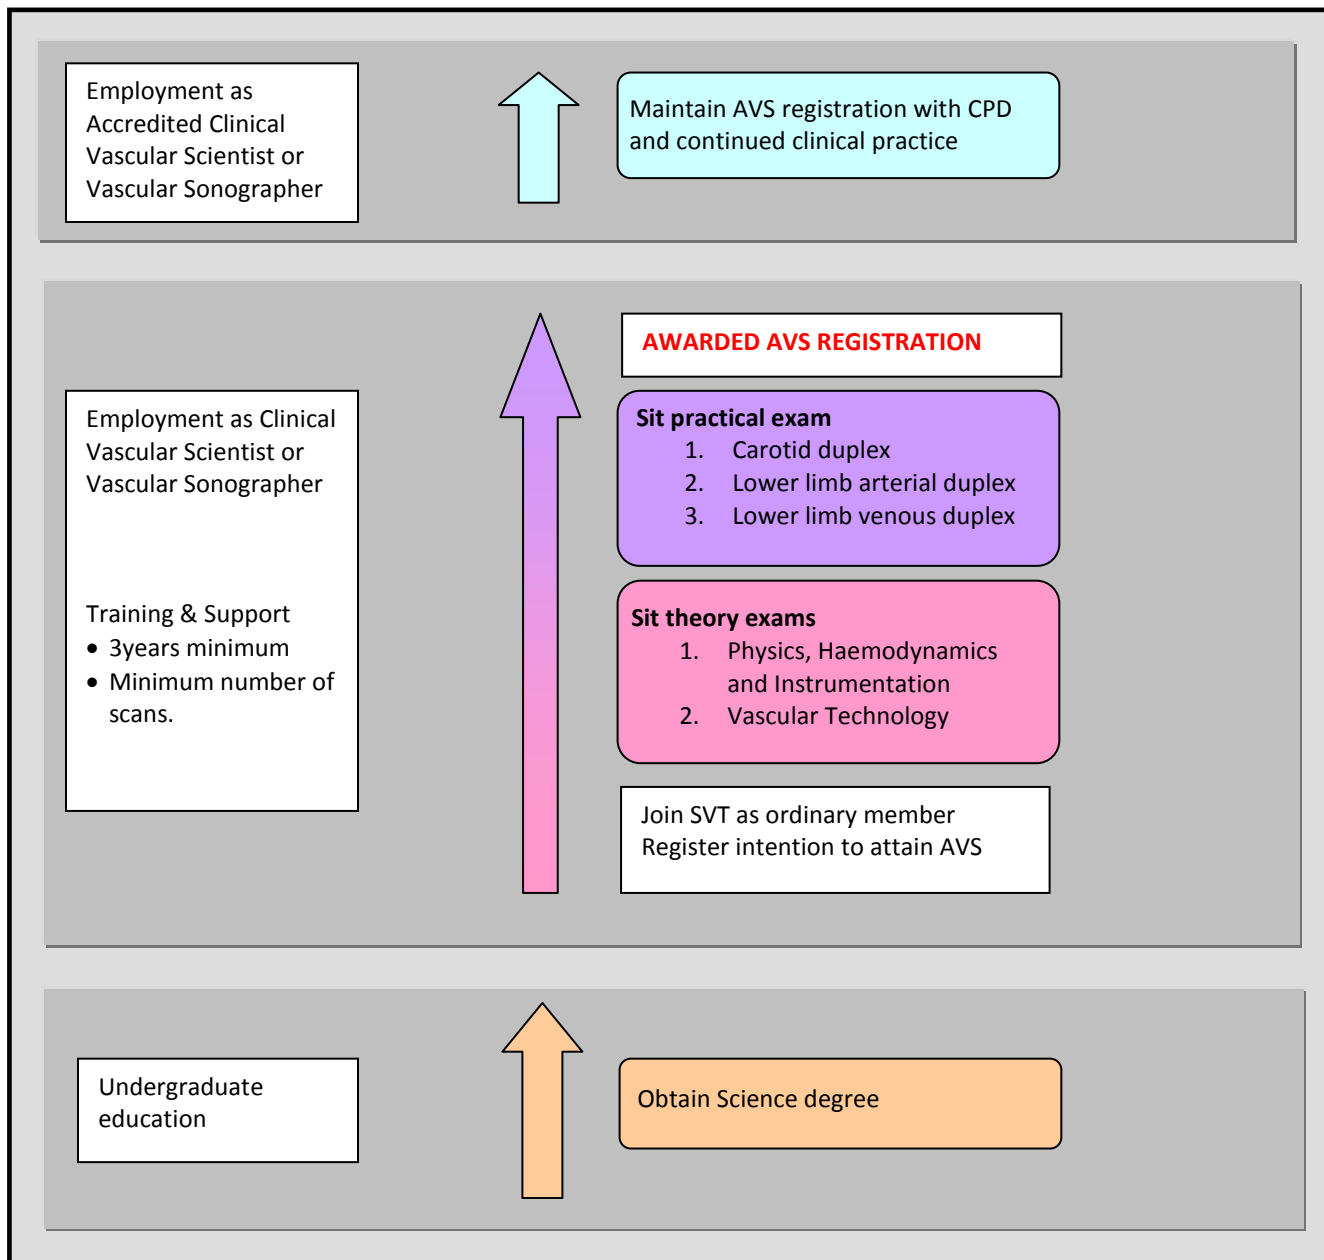 Employment as
Accredited Clinical
Vascular Scientist or
Vascular Sonographer
Maintain AVS registration with CPD
and continued clinical practice
AWARDED AVS REGISTRATION
Employment as Clinical
Vascular Scientist or
Vascular Sonographer
Training & Support
• 3years minimum
• Minimum number of
scans.
Sit practical exam
1. Carotid duplex
2. Lower limb arterial duplex
3. Lower limb venous duplex
Sit theory exams
1. Physics, Haemodynamics
and Instrumentation
2. Vascular Technology
Join SVT as ordinary member
Register intention to attain AVS
Undergraduate
education
Obtain Science degree